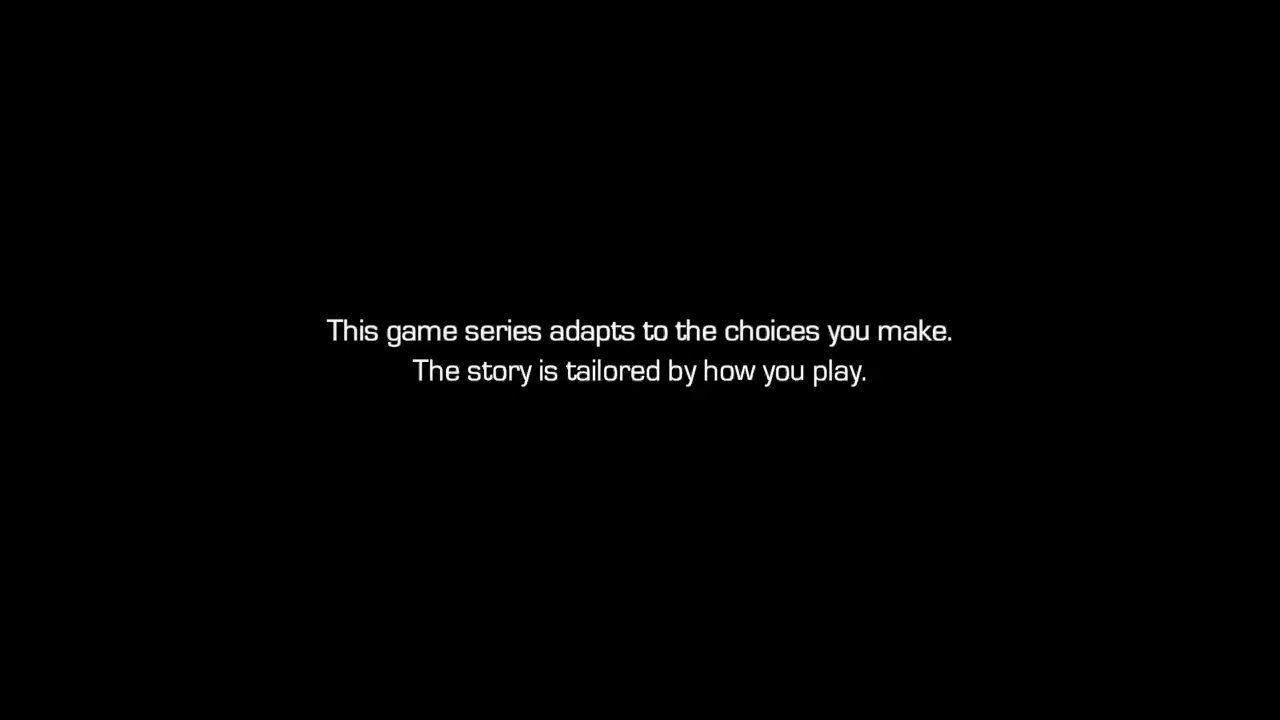 This game series adapts to the choices you make.
The story is tailored by how you play.